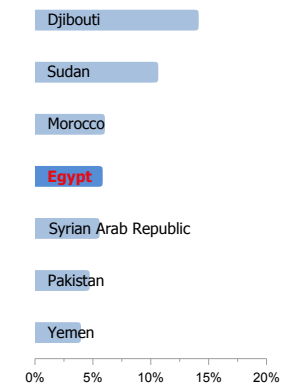 Djibouti
Sudan
Morocco
Egypt
Syrian Arab Republic
Pakistan
Yemen
0% 5% 10% 15% 20%